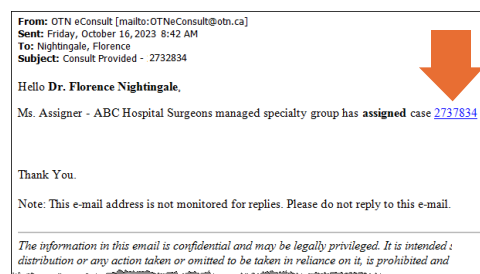 From: OTN eConsult [mailto:OTNeConsult@otn.ca]
Sent: Friday, October 16,2023 8:42 AM
To: Nightingale, Florence
Subject: Consult Provided - 2732834
Hello Dr. Florence Nightingale,
Ms. Assigner - ABC Hospital Surgeons managed specialty group has assigned case 2737834
Thank You.
Note: This e-mail address is not monitored for replies. Please do not reply to this e-mail.
The information in this email is confidential and may be legally privileged. It is intended
distribution or any action taken or omitted to be taken in reliance on it, is prohibited and